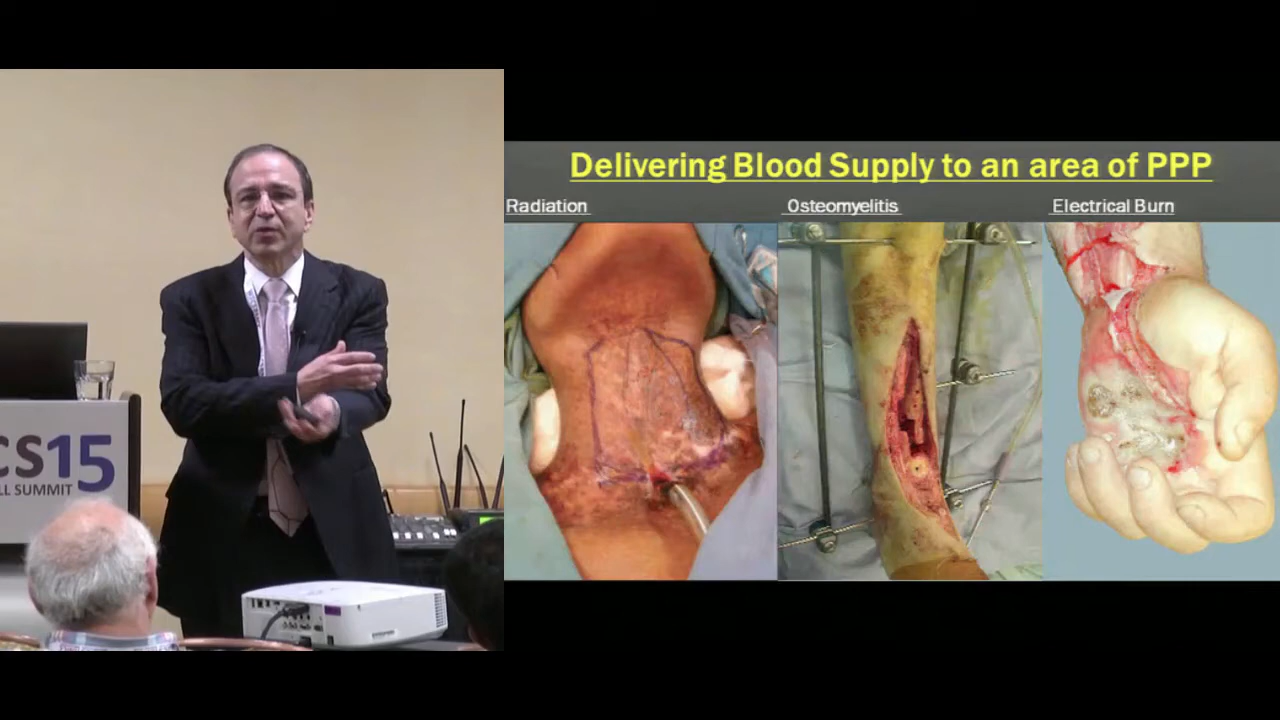 Delivering Blood Supply to an area of PPP
Radiation
Osteomyelitis
Electrical Burn
CS15
LL SUMMIT